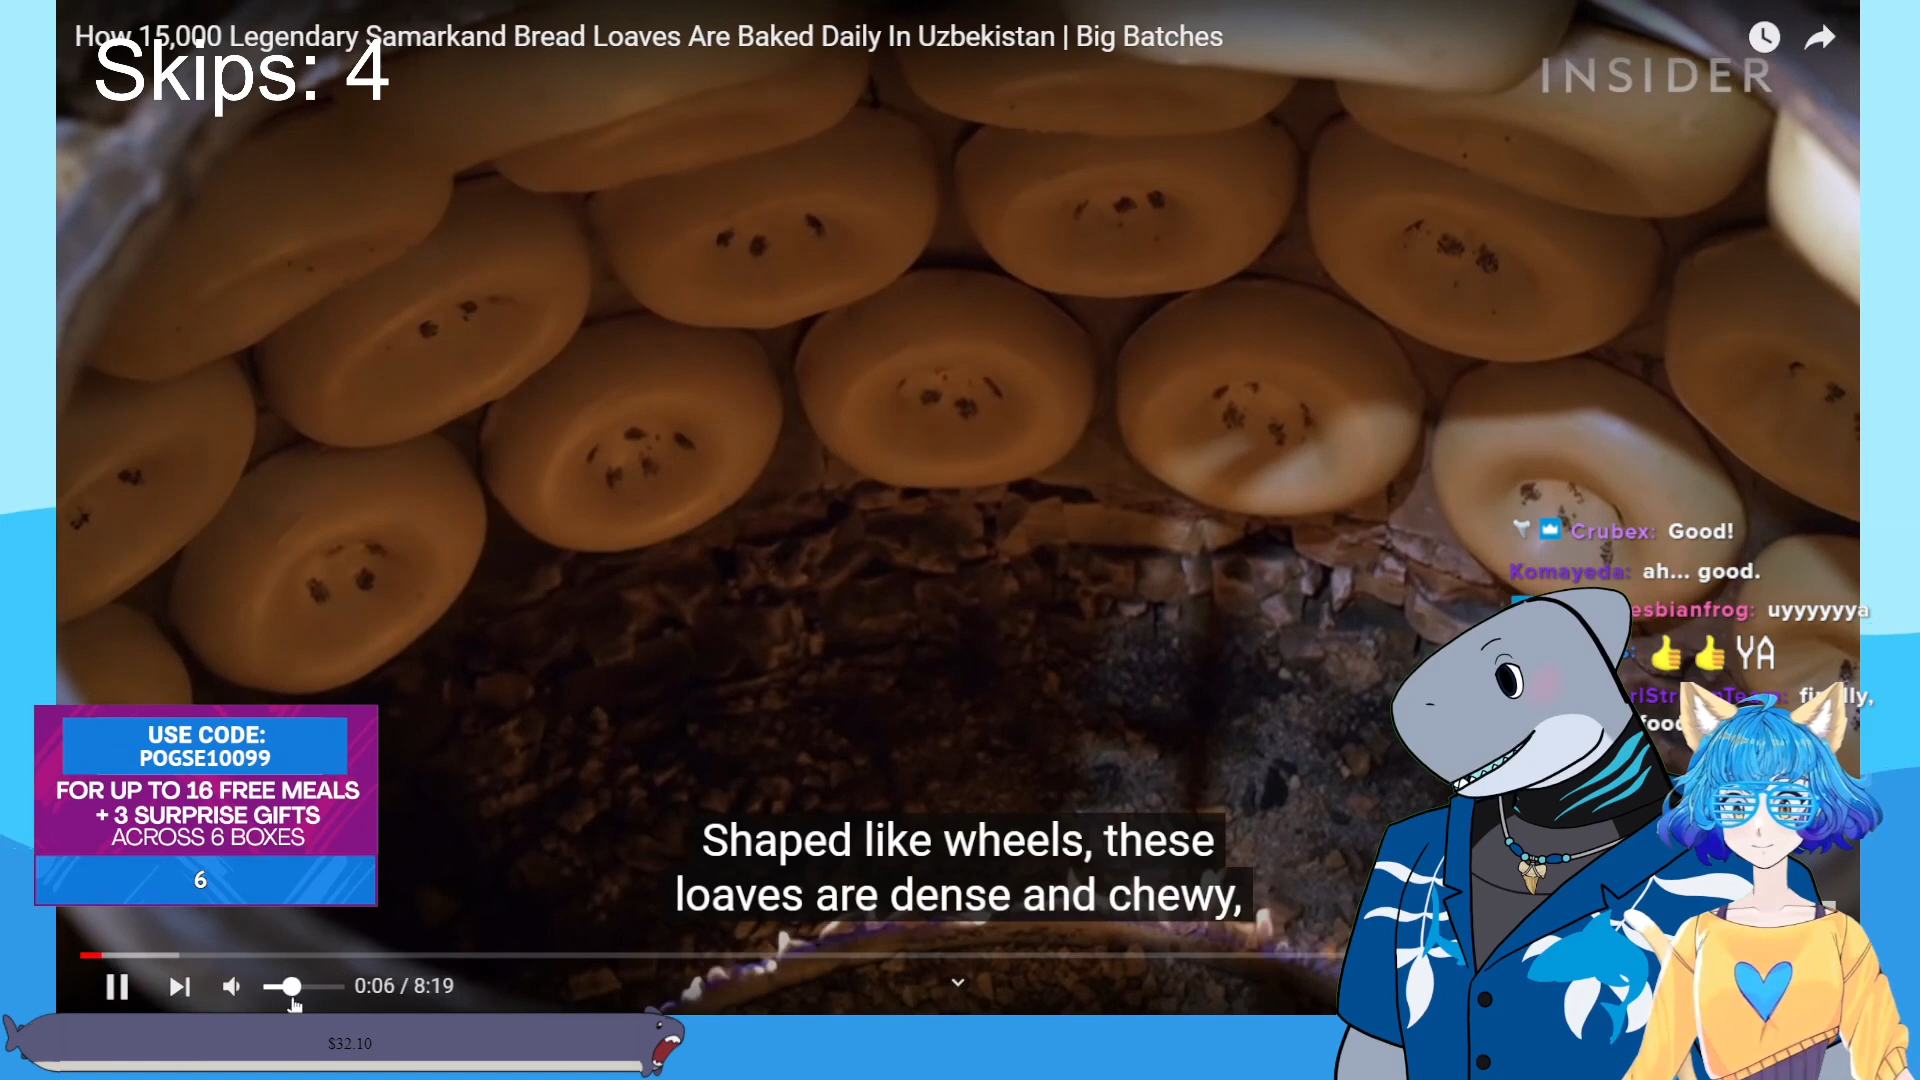 How 15,000 Legendary Samarkand Bread Loaves Are Baked Daily In Uzbekistan | Big Batches
Skips: 4
INSIDER
Crubex: Good!
Komayeda: ah... good.
esbianfrog: uyyyyyya
YA
USE CODE:
POGSE10099
FOR UP TO 16 FREE MEALS
+ 3 SURPRISE GIFTS
ACROSS 6 BOXES
6
Shaped like wheels, these
loaves are dense and chewy,
0:06 / 8:19
$32.10